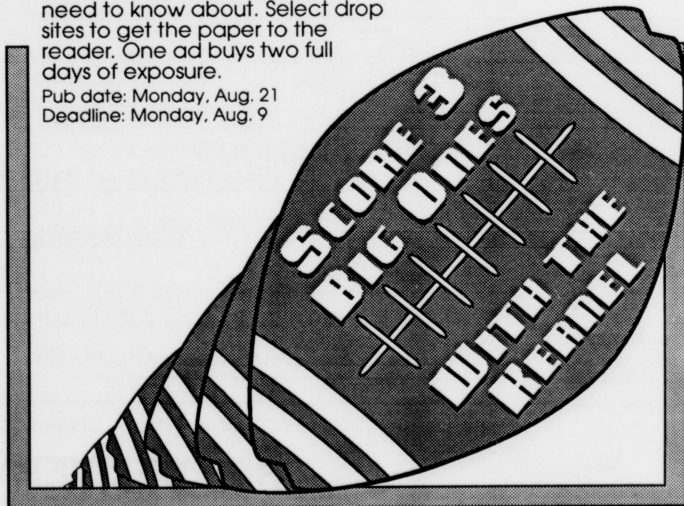 need to know about. Select drop
sites to get the paper to the
reader. One ad buys two full
days of exposure.
Pub date: Monday, Aug. 21
Deadline: Monday, Aug. 9
SCORE 3
BIG ONES
WITH THE
KERNEL